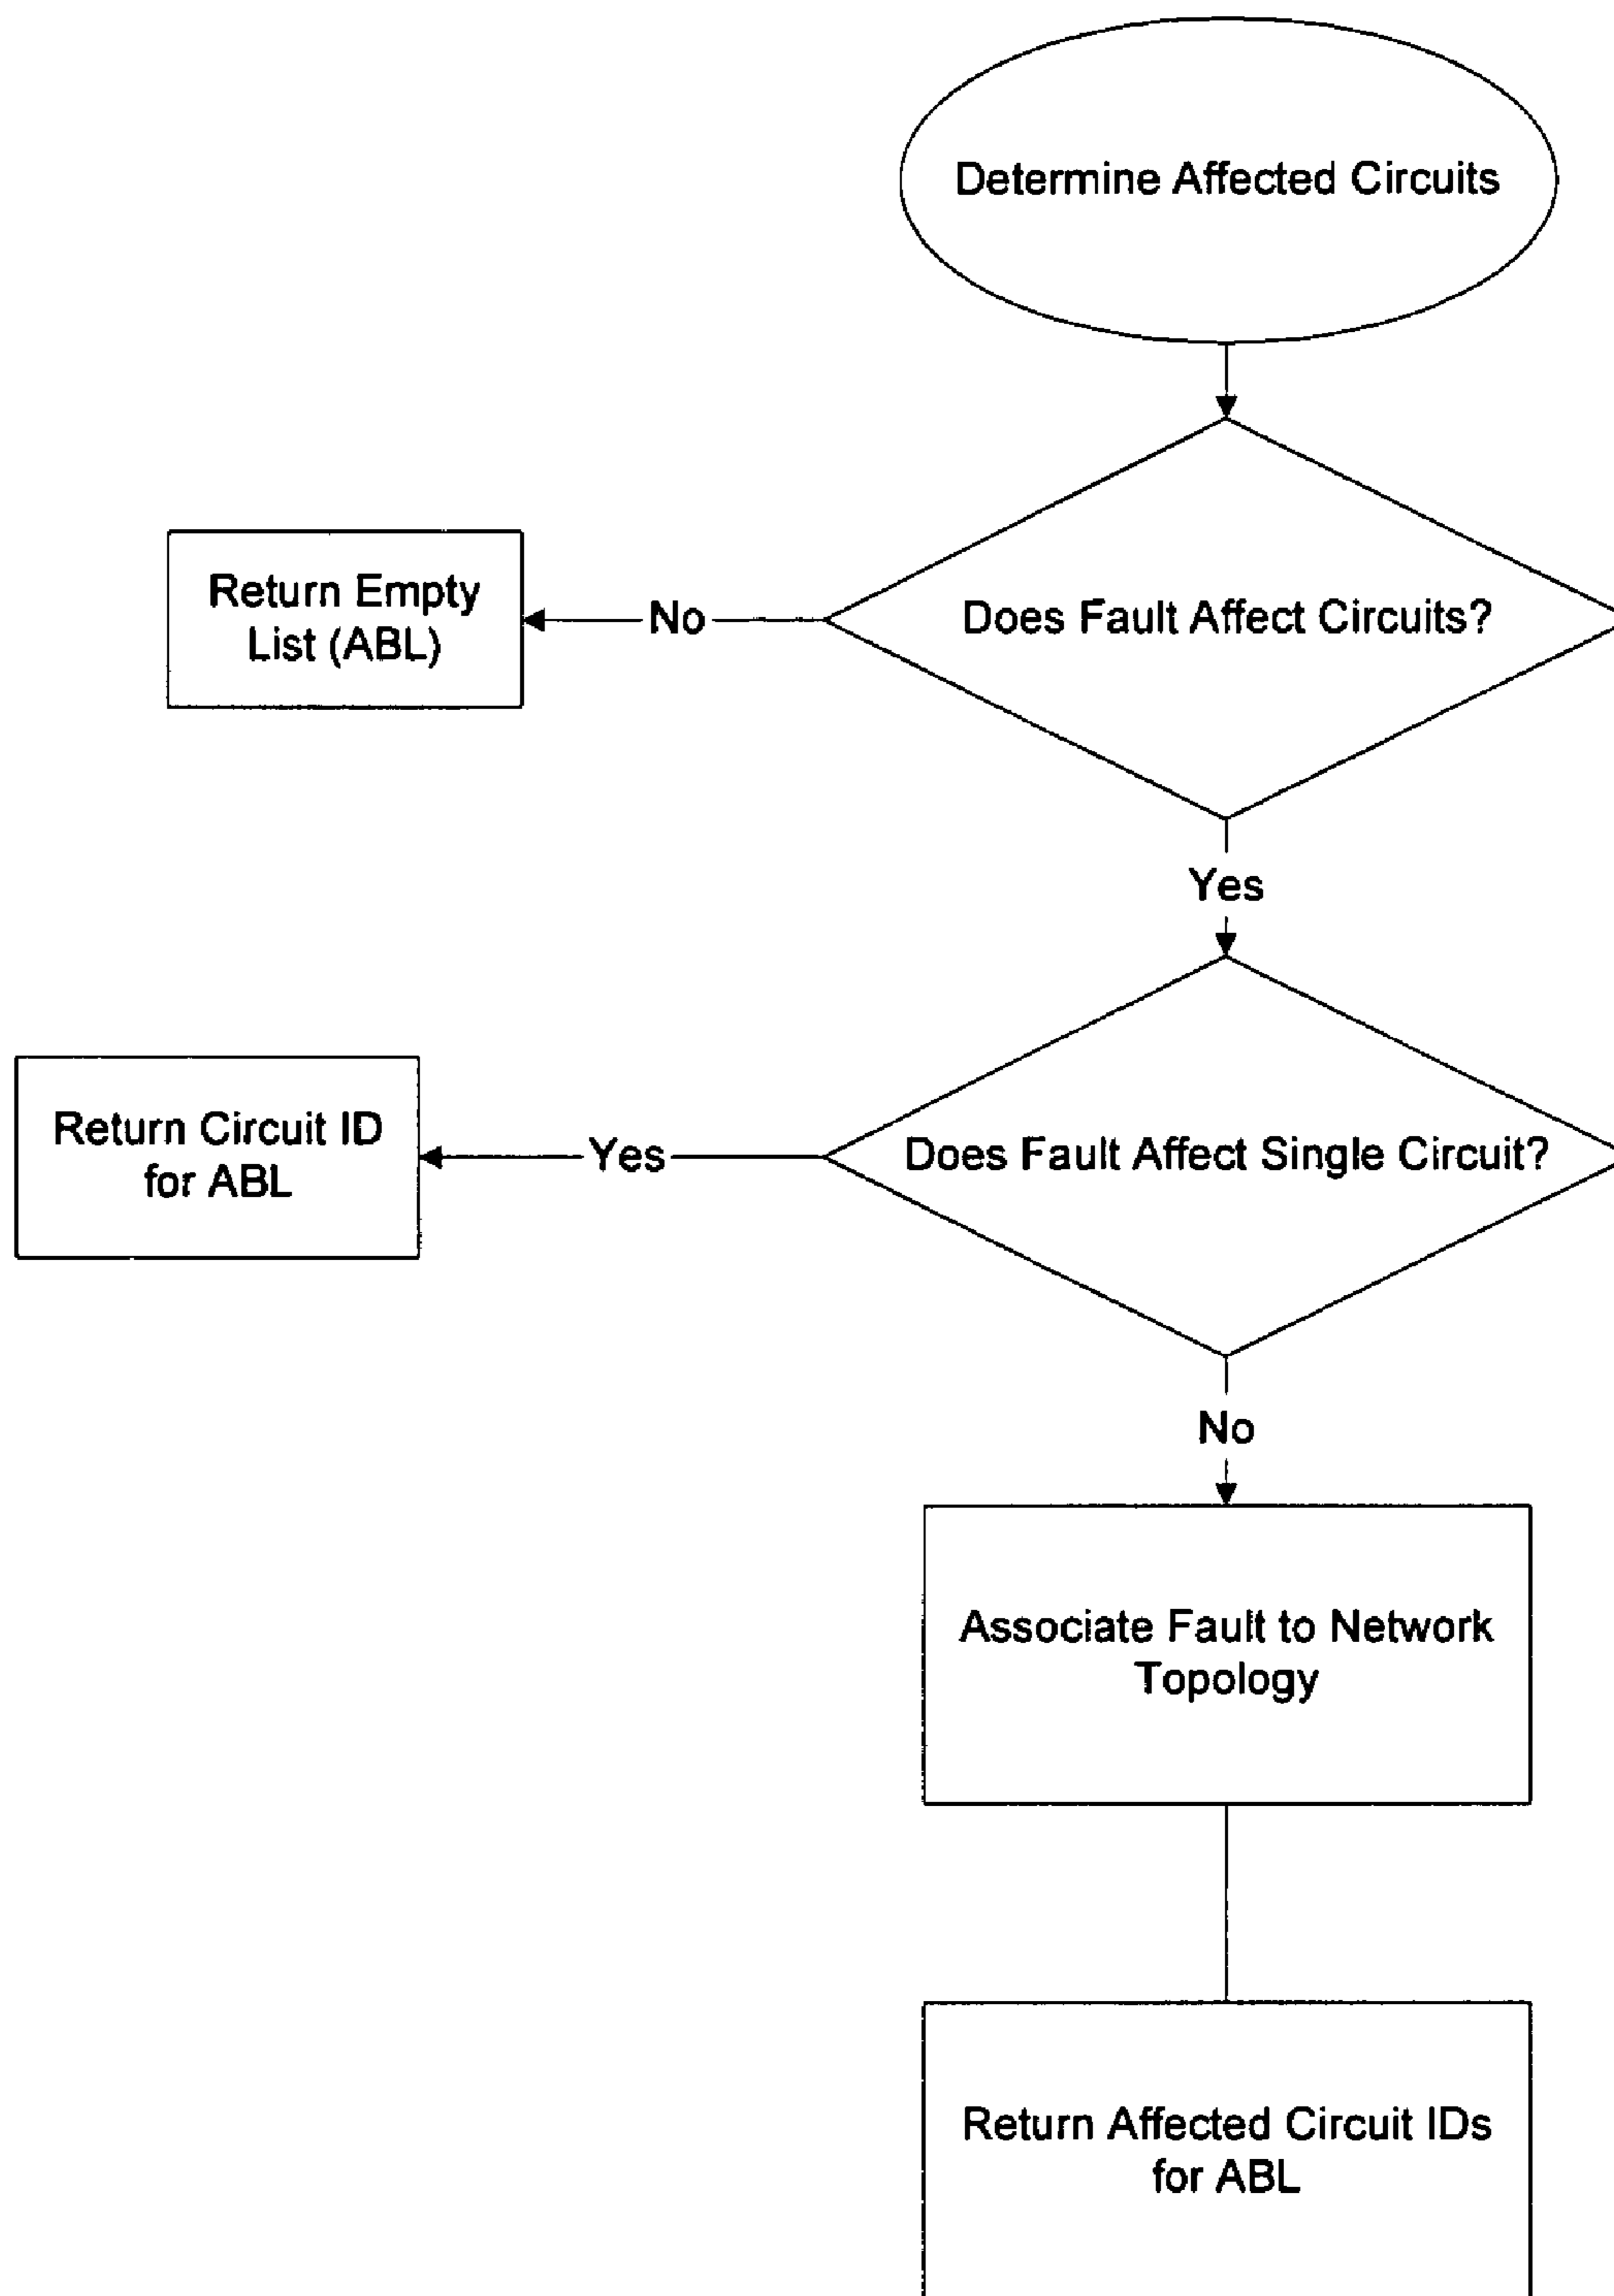 Determine Affected Circuits
Does Fault Affect Circuits?
No
Return Empty
List (ABL)
Yes
Does Fault Affect Single Circuit?
Yes
Return Circuit ID
for ABL
No
Associate Fault to Network
Topology
Return Affected Circuit IDs
for ABL